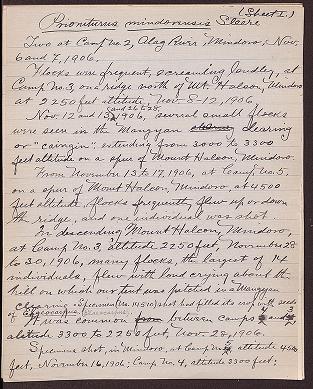 (Sheet I.)
Prioniturus mindorensis Steere
Two at Camp No. 2, Alag River, Mindoro, Nov.
6 and 7, 1906.
Flocks were frequent, screaming loudly, at
Camp No. 3, on a ridge north of Mt. Halcon, Mindoro
at 2250 feet altitude, Nov. 8-12, 1906
and 26 & 28,
Nov 12 and 13, 1906, several small flocks
were seen in the Mangyan clearing
or "caingin", extending from 3000 to 3300
feet altitude on a spur of Mount Halcon, Mindoro.
From November 13 to 17, 1906, at Camp No. 5,
on a spur of Mount Halcon, Mindoro, at 4500
feet altitude, flocks frequently flew up or down
the ridge, and one individual was shot.
In descending Mount Halcon, Mindoro,
at Camp No. 3, altitude 2250 feet, November 28
to 30, 1906, many flocks, the largest of 14
individuals, flew with loud crying about the
hill on which our tent was pitched in a Mangyan
clearing. Specimen (No. 14510) shot had filled its crop with seeds
of
It was common from between camps 4 and 3
altitude 3300 to 2250 feet Nov. 25, 1906.
Specimens shot, in Mindoro, at Camp No. 5, altitude 4500
feet, November 16, 1906; Camp No. 4, altitude 3300 feet;